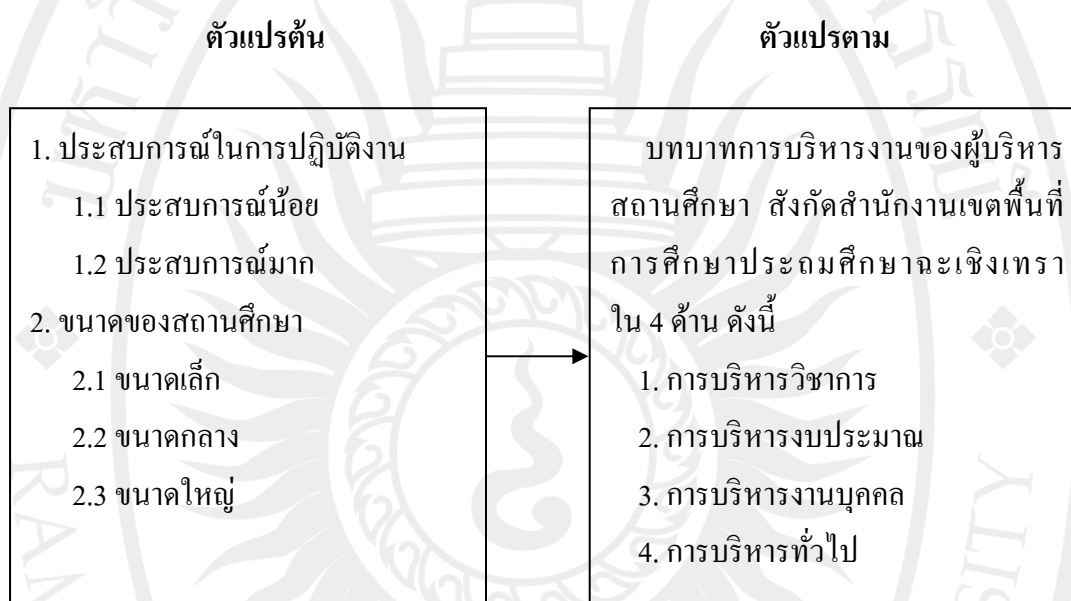 ตัวแปรต้น
1. ประสบการณ์ในการปฏิบัติงาน
1.1 ประสบการณ์น้อย
1.2 ประสบการณ์มาก
2. ขนาดของสถานศึกษา
2.1 ขนาดเล็ก
2.2 ขนาดกลาง
2.3 ขนาดใหญ่
ตัวแปรตาม
บทบาทการบริหารงานของผู้บริหาร
สถานศึกษา สังกัดสำนักงานเขตพื้นที่
การศึกษาประถมศึกษาฉะเชิงเทรา
ใน 4 ด้าน ดังนี้
1. การบริหารวิชาการ
2. การบริหารงบประมาณ
3. การบริหารงานบุคคล
4. การบริหารทั่วไป